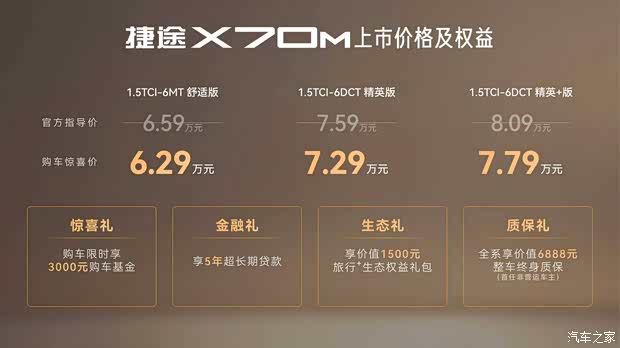 捷途X70M上市价格及权益
1.5TCI-6MT 舒适版 1.5TCI-6DCT 精英版 1.5TCI-6DCT 精英+版
官方指导价 6.59万元 7.59万元 8.09万元
购车惊喜价 6.29万元 7.29万元 7.79万元
惊喜礼 金融礼 生态礼 质保礼
购车限时享
3000元购车基金
享5年超长期贷款
享价值1500元
旅行+生态权益礼包
全系享价值6888元
整车终身质保
(首任非营运车主)
汽车之家